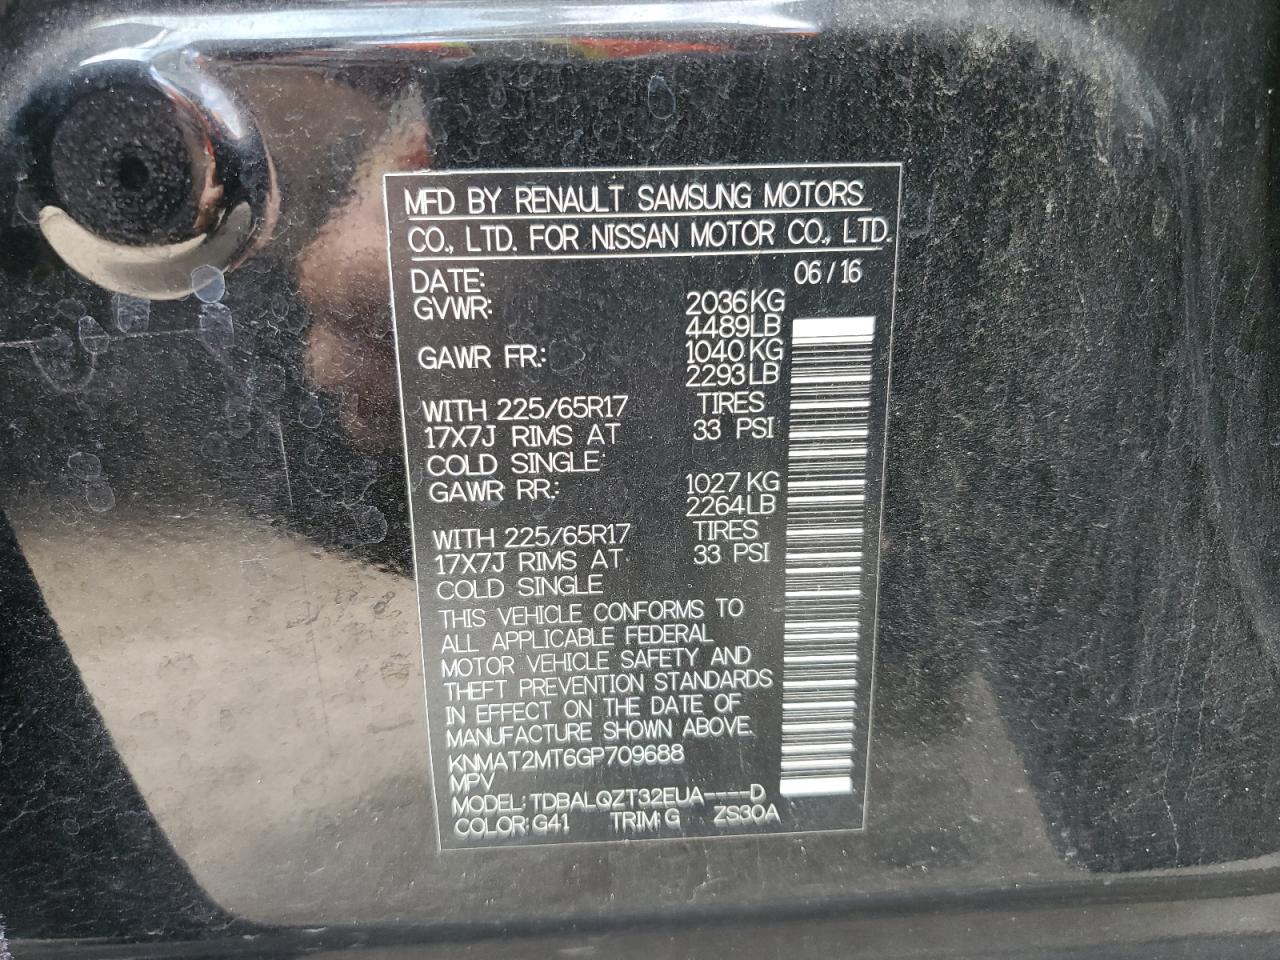 MFD BY RENAULT SAMSUNG MOTORS
CO., LTD. FOR NISSAN MOTOR CO., LTD.
DATE: 06 / 16
GVWR: 2036 KG
4489 LB
GAWR FR: 1040 KG
2293 LB
WITH 225/65R17 TIRES
17X7J RIMS AT 33 PSI
COLD SINGLE
GAWR RR: 1027 KG
2264 LB
WITH 225/65R17 TIRES
17X7J RIMS AT 33 PSI
COLD SINGLE
THIS VEHICLE CONFORMS TO
ALL APPLICABLE FEDERAL
MOTOR VEHICLE SAFETY AND
THEFT PREVENTION STANDARDS
IN EFFECT ON THE DATE OF
MANUFACTURE SHOWN ABOVE.
KNMAT2MT6GP709688
MPV
MODEL: TDBALQZT32EUA----D
COLOR: G41 TRIM: G ZS30A